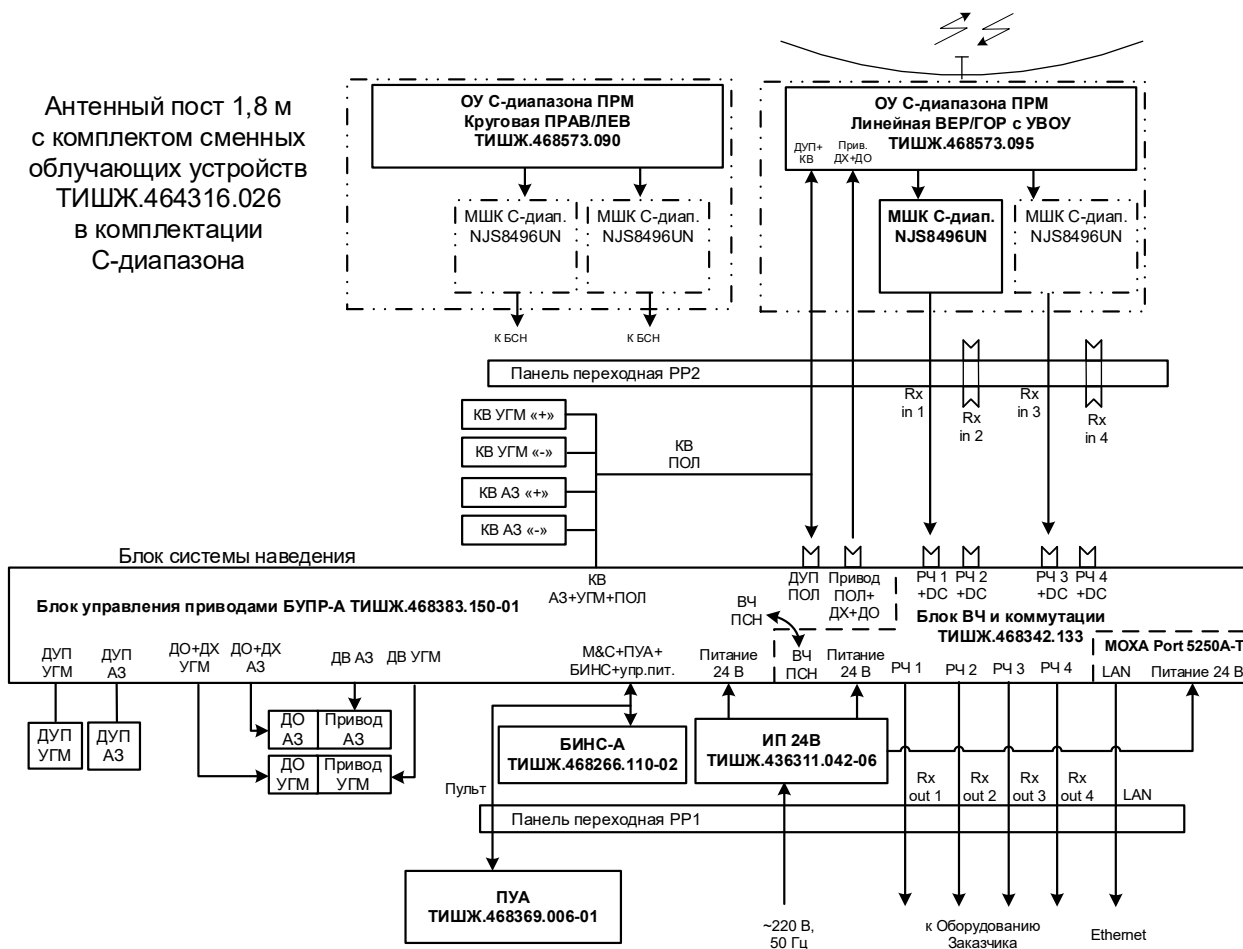 Антенный пост 1,8 м
с комплектом сменных
облучающих устройств
ТИШЖ.464316.026
в комплектации
С-диапазона
ОУ С-диапазона ПРМ
Круговая ПРАВ/ЛЕВ
ТИШЖ.468573.090
МШК С-диап.
NJS8496UN
МШК С-диап.
NJS8496UN
К БСН
К БСН
ОУ С-диапазона ПРМ
Линейная ВЕР/ГОР с УВОУ
ТИШЖ.468573.095
ДУП+
КВ
Прив.
ДХ+ДО
МШК С-диап.
NJS8496UN
МШК С-диап.
NJS8496UN
Панель переходная PP2
Rx
in 1
Rx
in 2
Rx
in 3
Rx
in 4
КВ УГМ «+»
КВ УГМ «-»
КВ АЗ «+»
КВ АЗ «-»
КВ
ПОЛ
Блок системы наведения
КВ
АЗ+УГМ+ПОЛ
ДУП
ПОЛ
Привод
ПОЛ+
ДХ+ДО
РЧ 1
+DC
РЧ 2
+DC
РЧ 3
+DC
РЧ 4
+DC
Блок управления приводами БУПР-А ТИШЖ.468383.150-01
ВЧ
ПСН
Блок ВЧ и коммутации
ТИШЖ.468342.133
ДУП
УГМ
ДУП
АЗ
ДО+ДХ
УГМ
ДО+ДХ
АЗ
ДВ АЗ
ДВ УГМ
M&C+ПУА+
БИНС+упр.пит.
Питание
24 В
ВЧ
ПСН
Питание
24 В
РЧ 1
РЧ 2
РЧ 3
РЧ 4
MOXA Port 5250A-T
LAN
Питание 24 В
ДУП
УГМ
ДУП
АЗ
ДО
АЗ
Привод
АЗ
ДО
УГМ
Привод
УГМ
БИНС-А
ТИШЖ.468266.110-02
ИП 24В
ТИШЖ.436311.042-06
Пульт
Rx
out 1
Rx
out 2
Rx
out 3
Rx
out 4
LAN
Панель переходная PP1
ПУА
ТИШЖ.468369.006-01
~220 В,
50 Гц
к Оборудованию
Заказчика
Ethernet